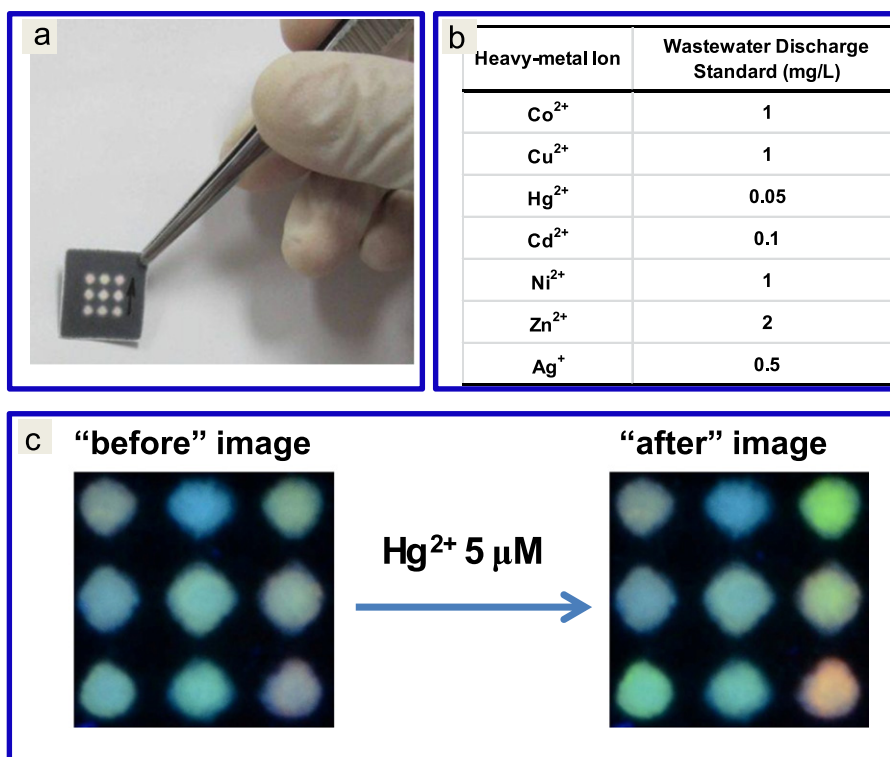 a
b
Heavy-metal Ion
Wastewater Discharge
Standard (mg/L)
Co²⁺ 1
Cu²⁺ 1
Hg²⁺ 0.05
Cd²⁺ 0.1
Ni²⁺ 1
Zn²⁺ 2
Ag⁺ 0.5
c
“before” image
“after” image
Hg²⁺ 5 μM